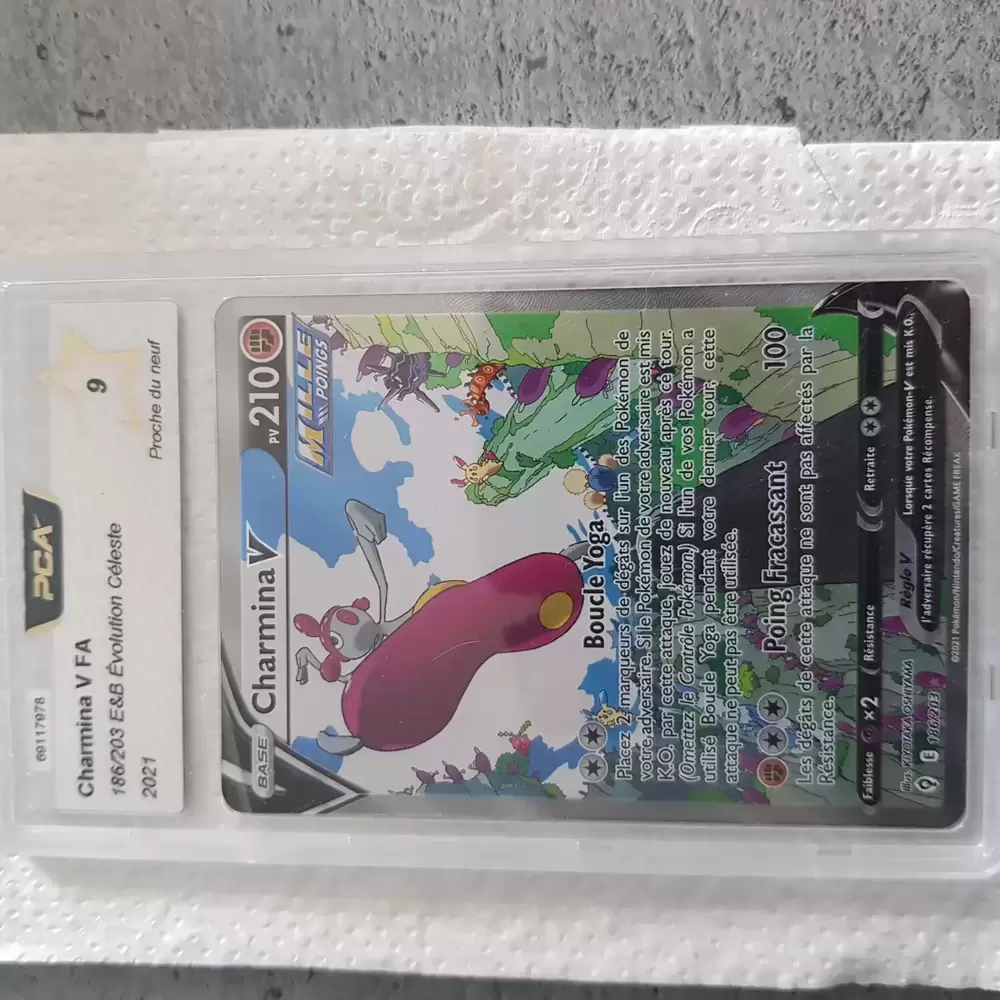 69117978
PCA
Charmina V FA
186/203 E&B Évolution Céleste
2021
9
Proche du neuf
BASE
Charmina V
PV 210
MILLE
POINGS
Boucle Yoga
Placez 2 marqueurs de dégâts sur l'un des Pokémon de
votre adversaire. Si le Pokémon de votre adversaire est mis
K.O. par cette attaque, jouez de nouveau après ce tour.
(Omettez le Contrôle Pokémon.) Si l'un de vos Pokémon a
utilisé Boucle Yoga pendant votre dernier tour, cette
attaque ne peut pas être utilisée.
Poing Fracassant 100
Les dégâts de cette attaque ne sont pas affectés par la
Résistance.
Faiblesse ×2 Résistance Retraite
Illus. KIYOTAKA OSHIYAMA
E 186/203
Règle V
Lorsque votre Pokémon-V est mis K.O.,
l'adversaire récupère 2 cartes Récompense.
©2021 Pokémon/Nintendo/Creatures/GAME FREAK